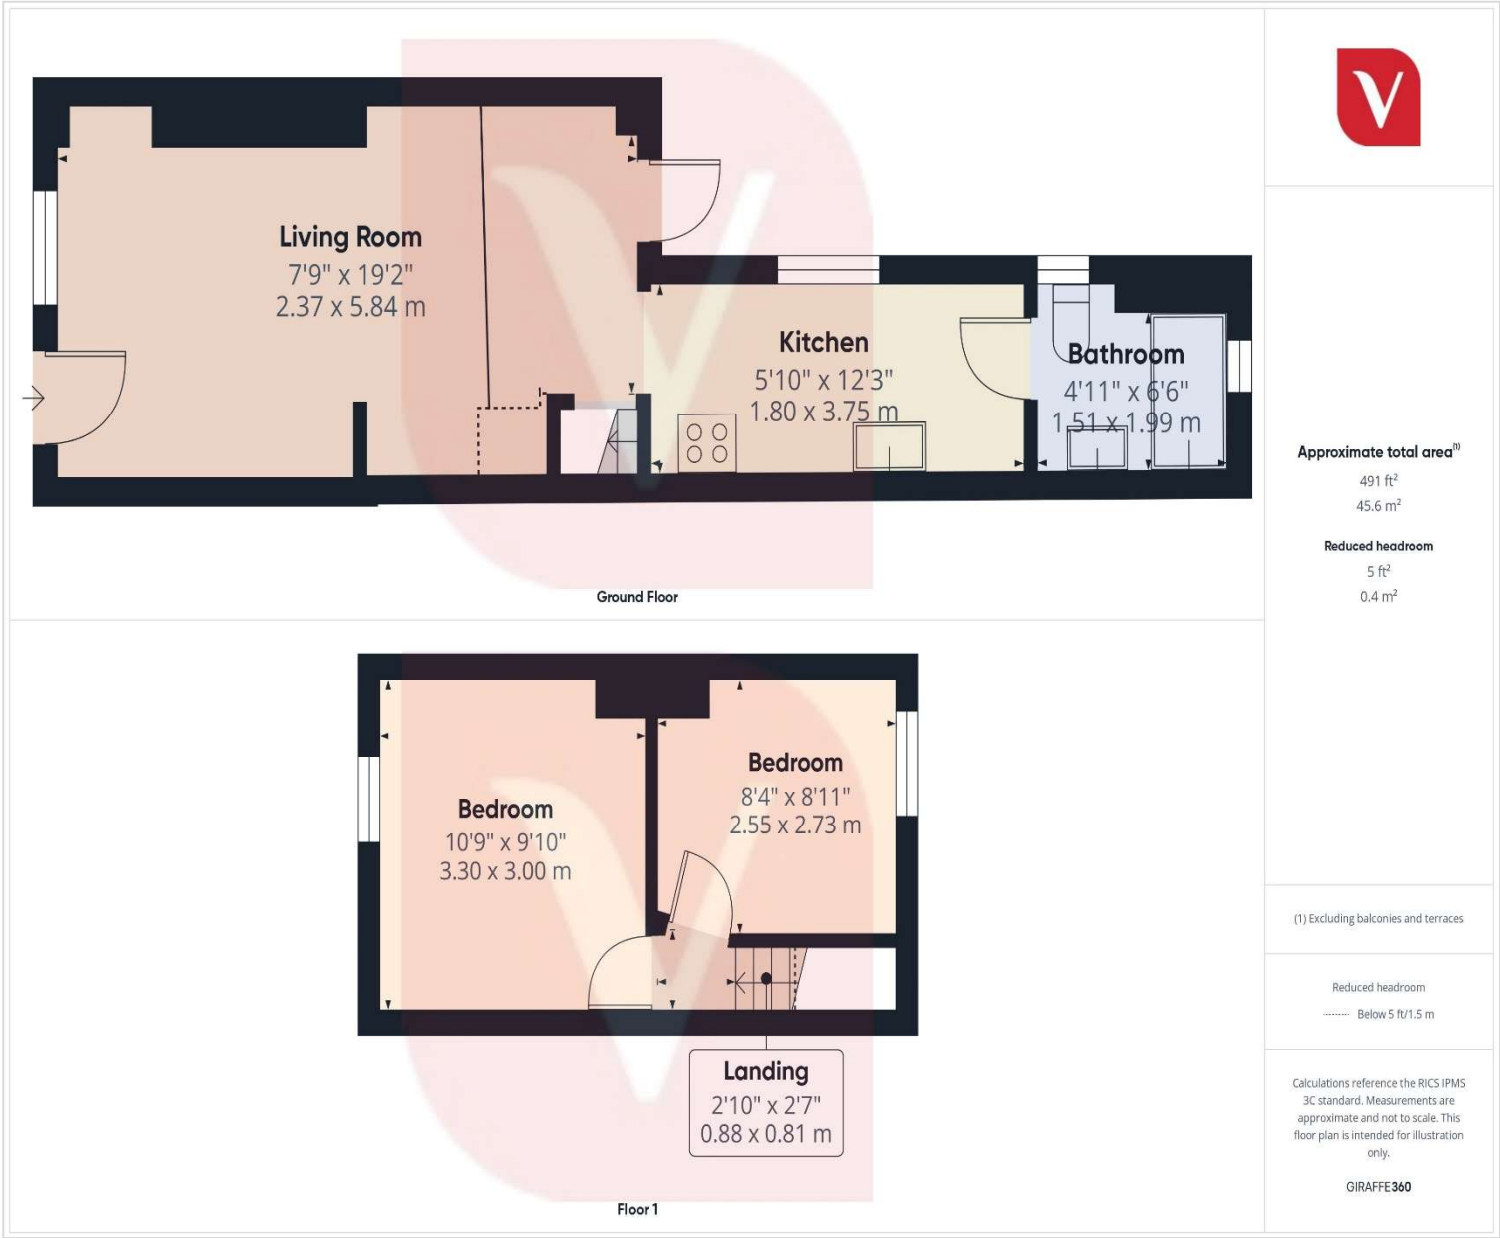 Living Room
7'9" x 19'2"
2.37 x 5.84 m
Kitchen
5'10" x 12'3"
1.80 x 3.75 m
Bathroom
4'11" x 6'6"
1.51 x 1.99 m
Ground Floor
Bedroom
10'9" x 9'10"
3.30 x 3.00 m
Bedroom
8'4" x 8'11"
2.55 x 2.73 m
Landing
2'10" x 2'7"
0.88 x 0.81 m
Floor 1
V
Approximate total area⁽¹⁾
491 ft²
45.6 m²
Reduced headroom
5 ft²
0.4 m²
(1) Excluding balconies and terraces
Reduced headroom
Below 5 ft/1.5 m
Calculations reference the RICS IPMS
3C standard. Measurements are
approximate and not to scale. This
floor plan is intended for illustration
only.
GIRAFFE360